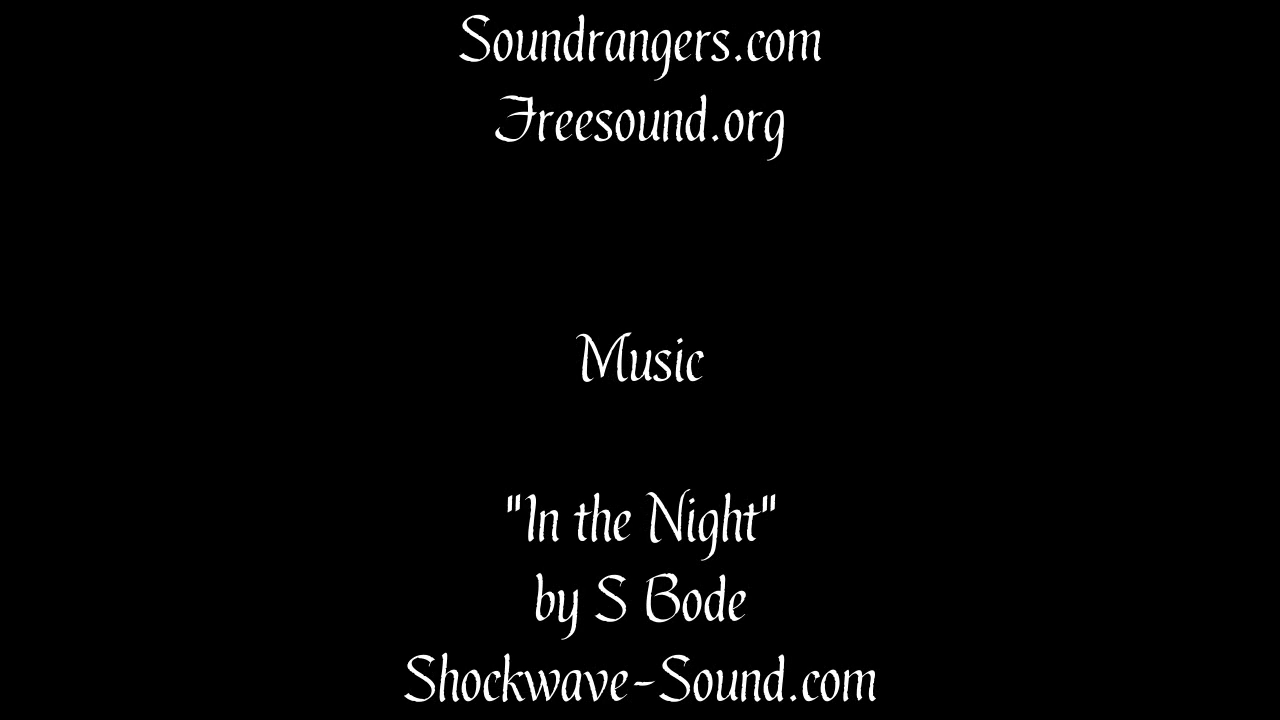 Soundrangers.com
Freesound.org
Music
"In the Night"
by S Bode
Shockwave-Sound.com